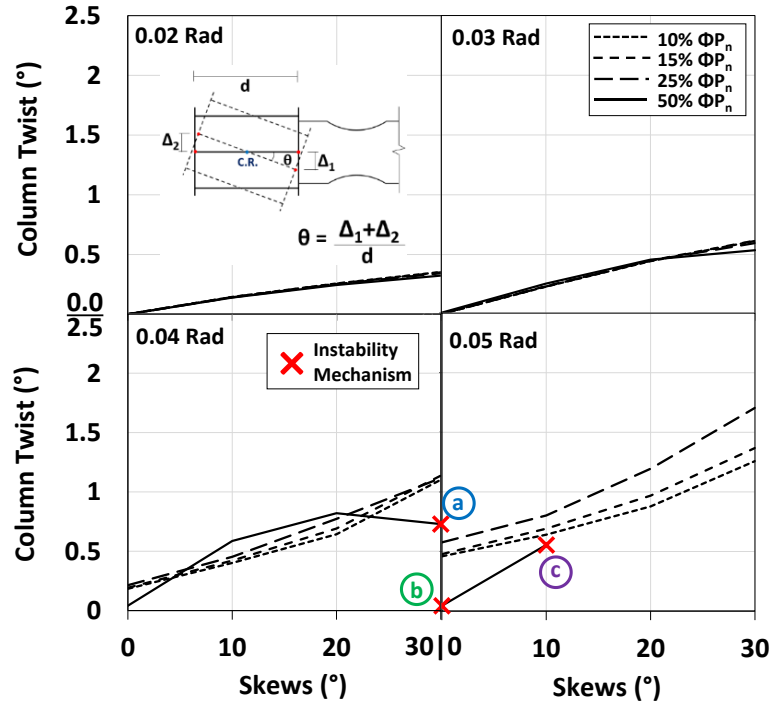 2.5
2
1.5
1
0.5
0.0
Column Twist (°)
0.02 Rad
d
Δ2
C.R.
θ
Δ1
θ = Δ1+Δ2
d
0.03 Rad
10% ΦPn
15% ΦPn
25% ΦPn
50% ΦPn
2.5
2
1.5
1
0.5
0
Column Twist (°)
0.04 Rad
Instability
Mechanism
a
b
0.05 Rad
c
0 10 20 30|0 10 20 30
Skews (°) Skews (°)